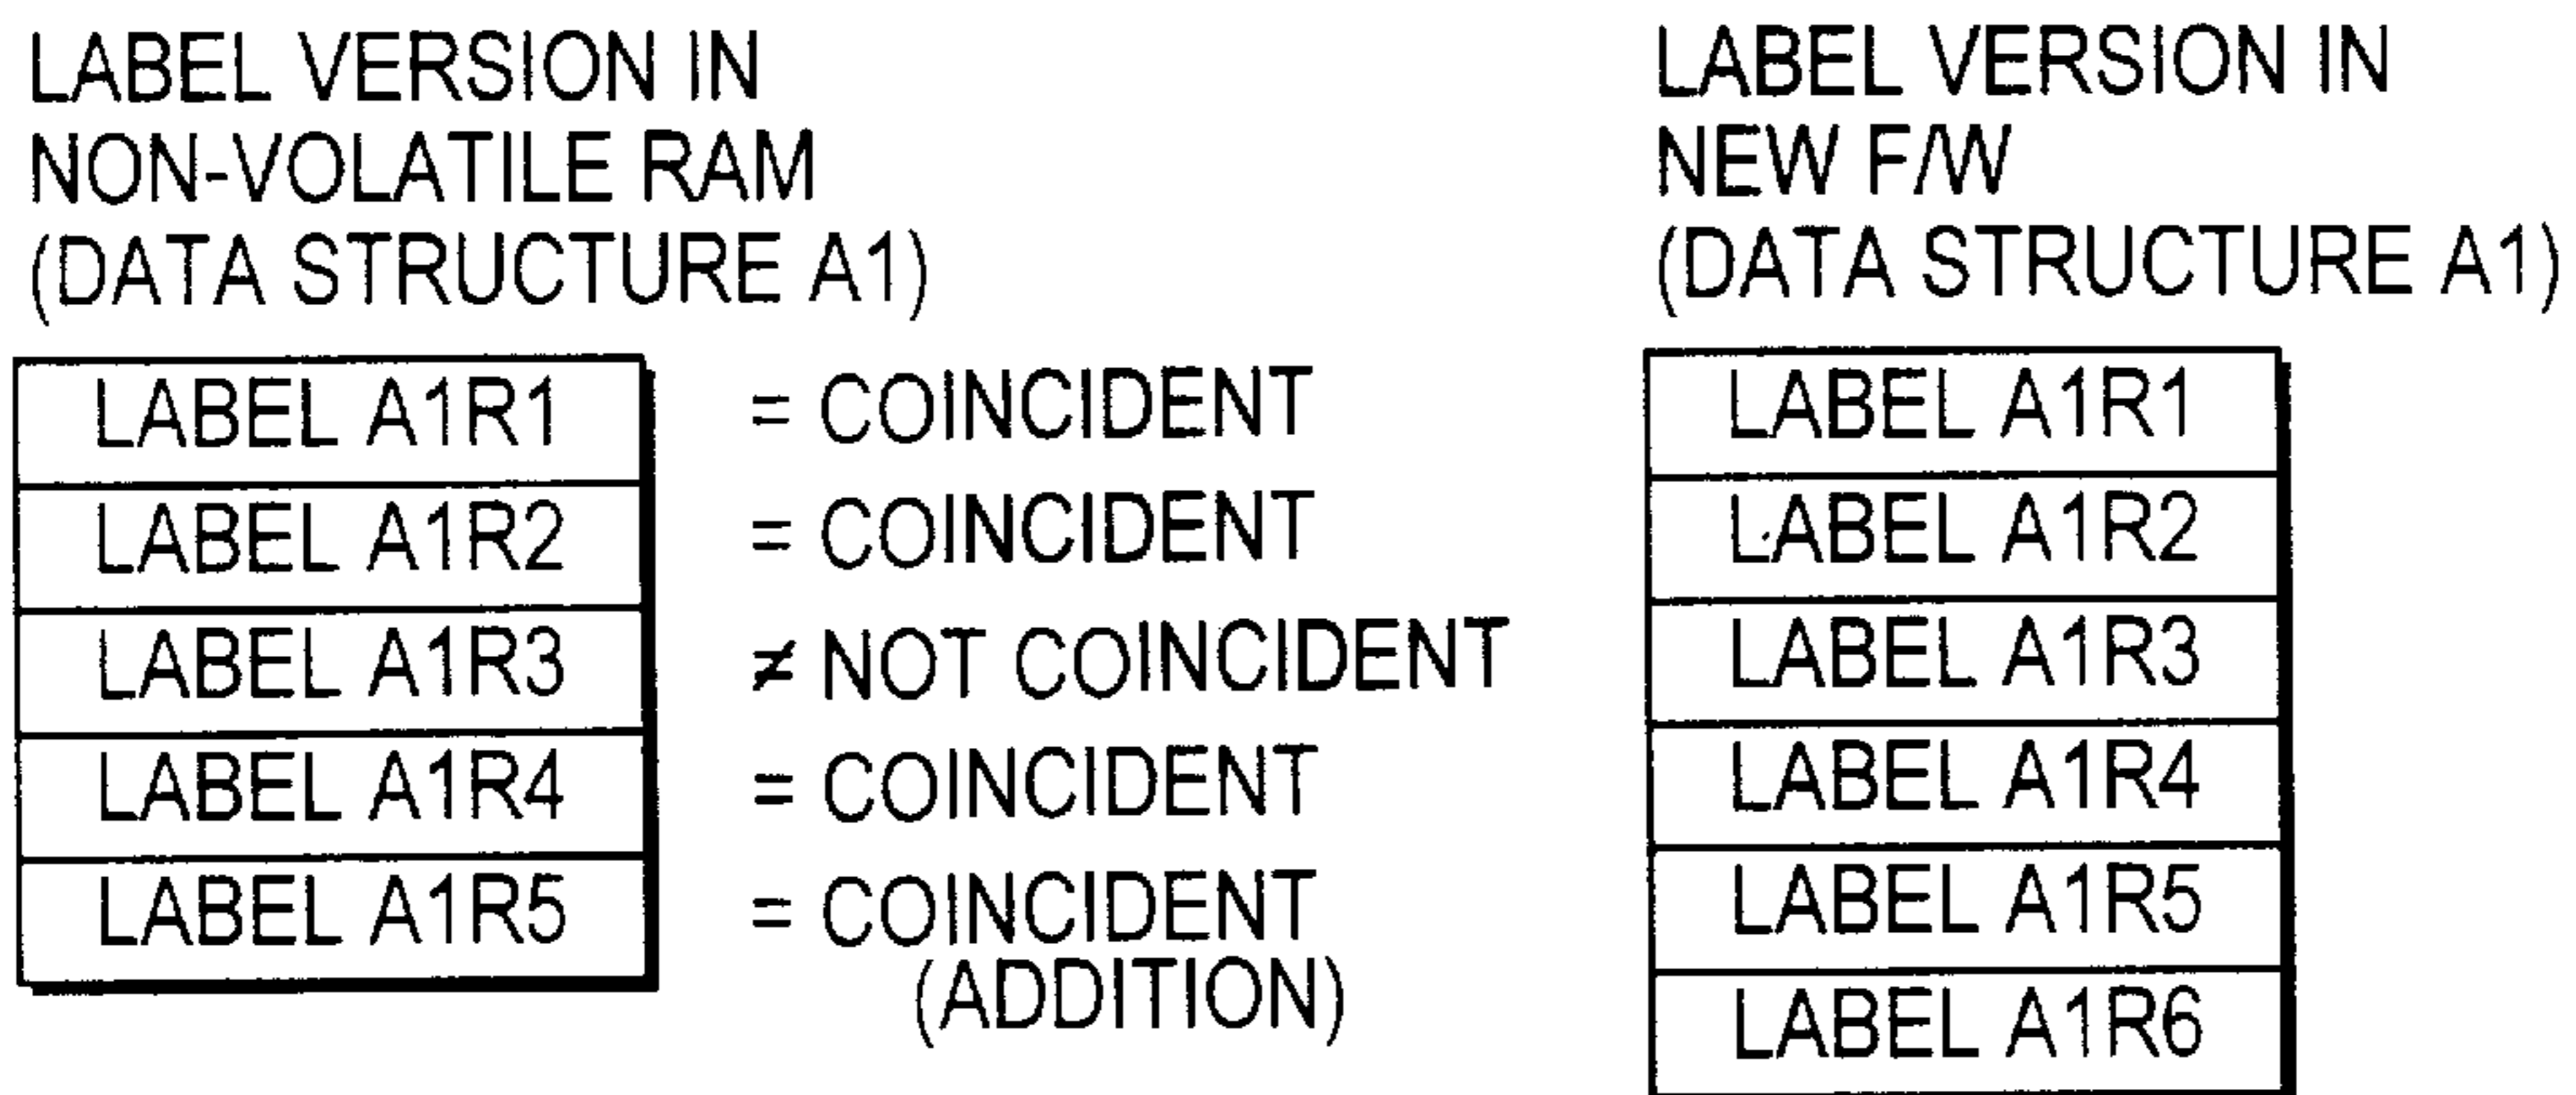 LABEL VERSION IN
NON-VOLATILE RAM
(DATA STRUCTURE A1)
LABEL A1R1
LABEL A1R2
LABEL A1R3
LABEL A1R4
LABEL A1R5
= COINCIDENT
= COINCIDENT
≠ NOT COINCIDENT
= COINCIDENT
= COINCIDENT
(ADDITION)
LABEL VERSION IN
NEW F/W
(DATA STRUCTURE A1)
LABEL A1R1
LABEL A1R2
LABEL A1R3
LABEL A1R4
LABEL A1R5
LABEL A1R6